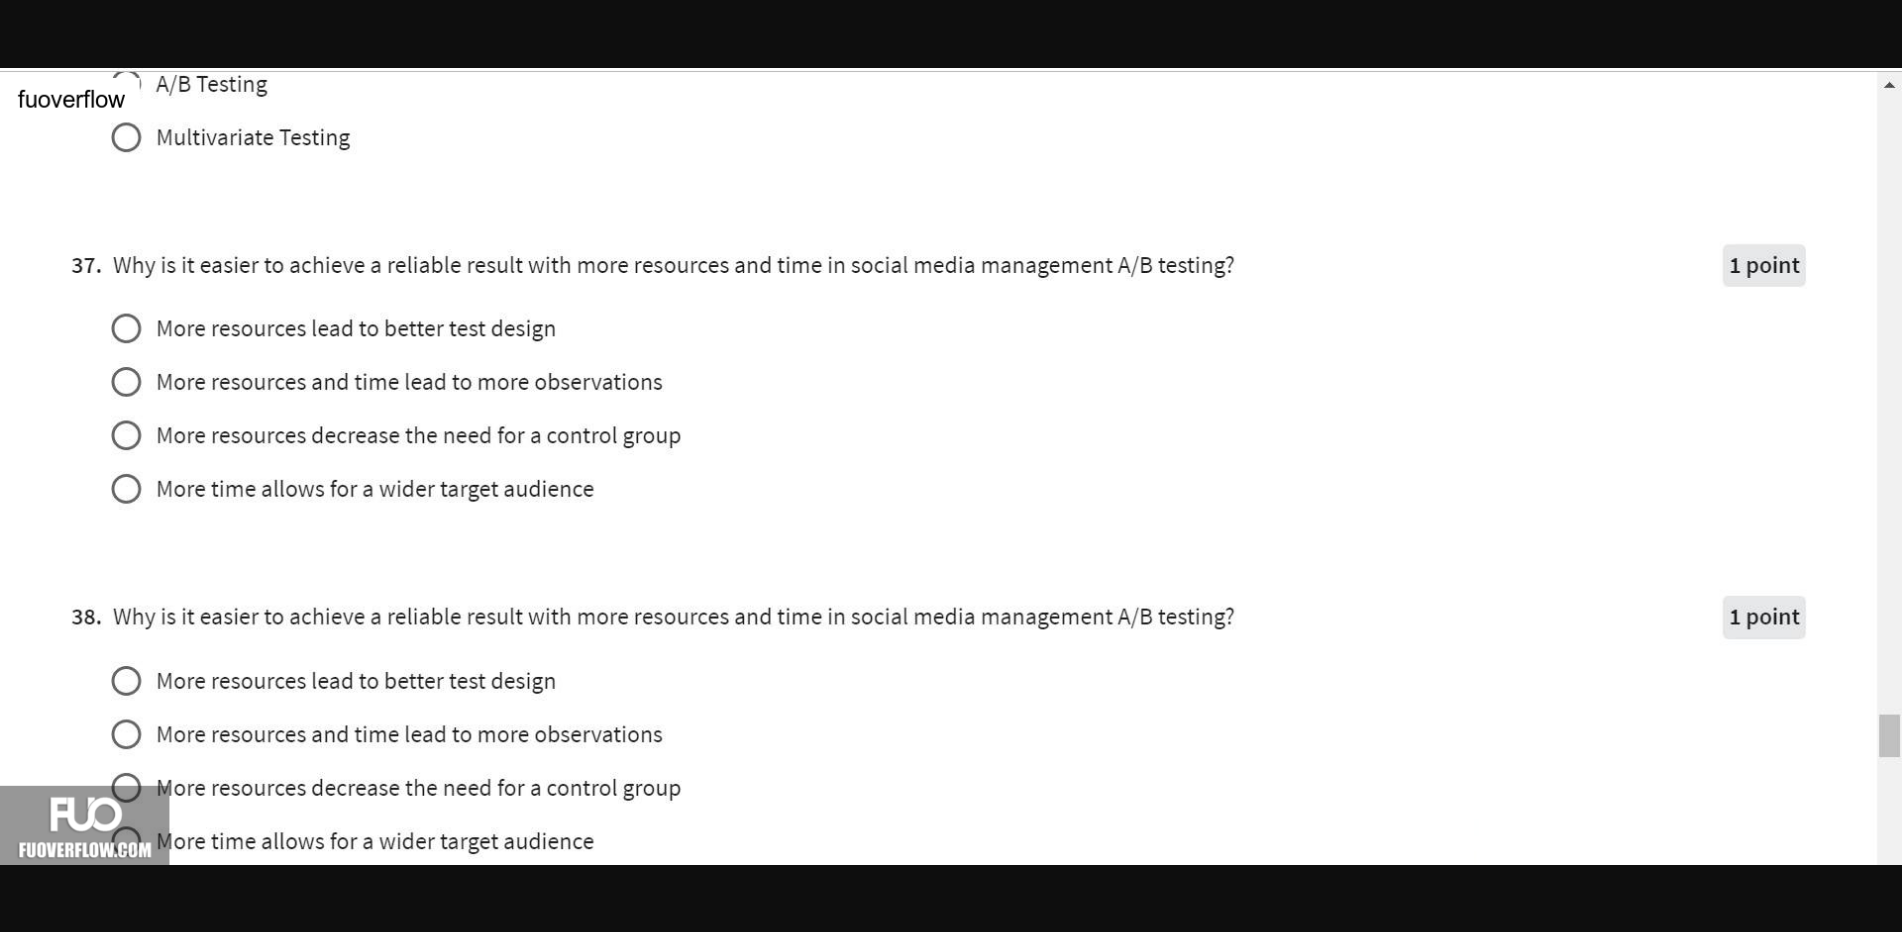 A/B Testing
fuoverflow
Multivariate Testing
37. Why is it easier to achieve a reliable result with more resources and time in social media management A/B testing? 1 point
More resources lead to better test design
More resources and time lead to more observations
More resources decrease the need for a control group
More time allows for a wider target audience
38. Why is it easier to achieve a reliable result with more resources and time in social media management A/B testing? 1 point
More resources lead to better test design
More resources and time lead to more observations
More resources decrease the need for a control group
FUO
More time allows for a wider target audience
FUOVERFLOW.COM